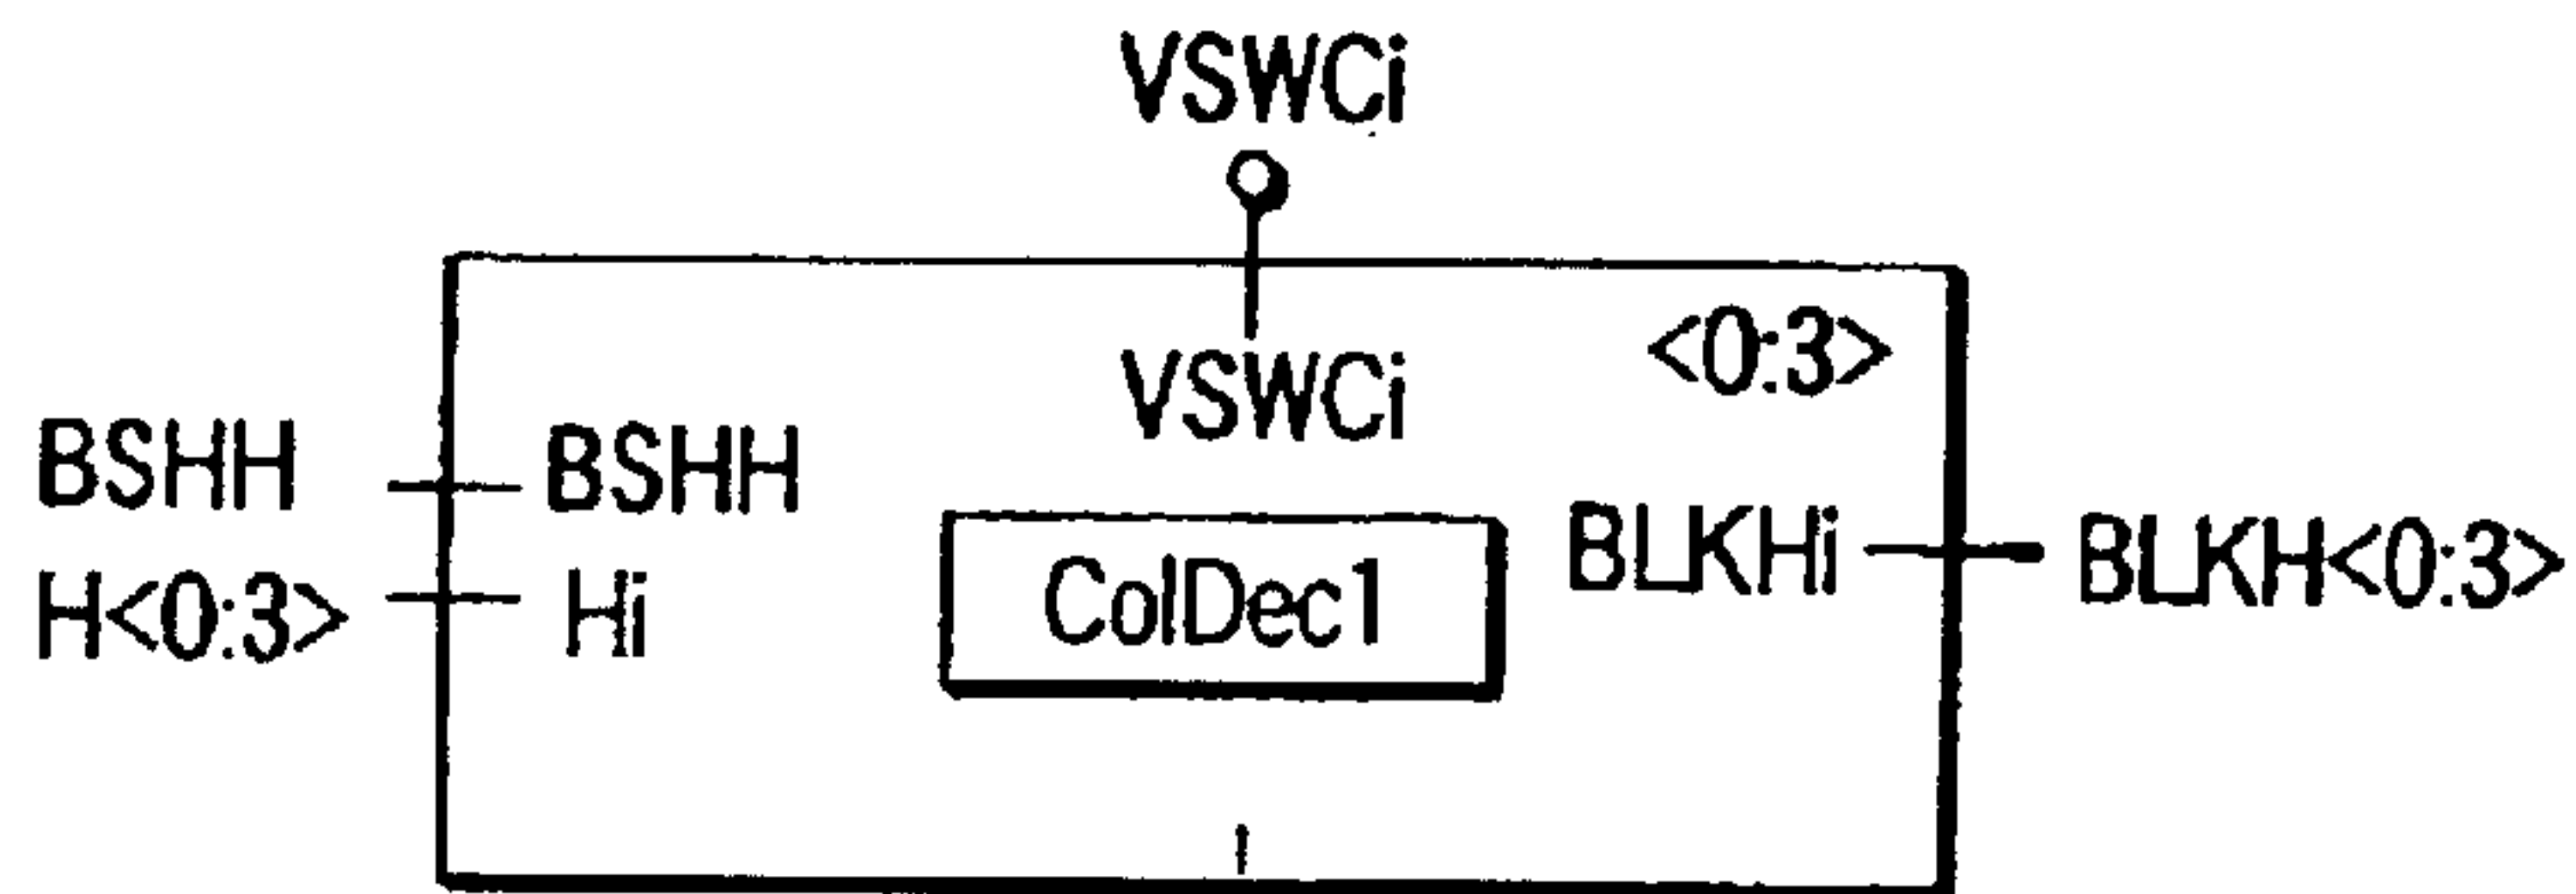 VSWCi
VSWCi
<0:3>
BSHH BSHH
H<0:3> Hi
ColDec1
BLKHi BLKH<0:3>